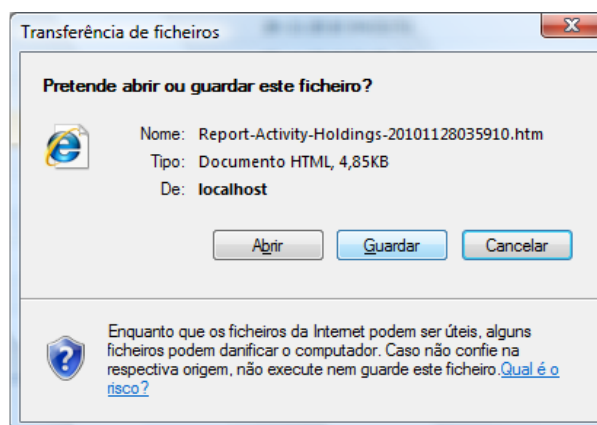 Transferência de ficheiros
Pretende abrir ou guardar este ficheiro?
Nome: Report-Activity-Holdings-20101128035910.htm
Tipo: Documento HTML, 4,85KB
De: localhost
Abrir Guardar Cancelar
Enquanto que os ficheiros da Internet podem ser úteis, alguns
ficheiros podem danificar o computador. Caso não confie na
respectiva origem, não execute nem guarde este ficheiro.Qual é o
risco?